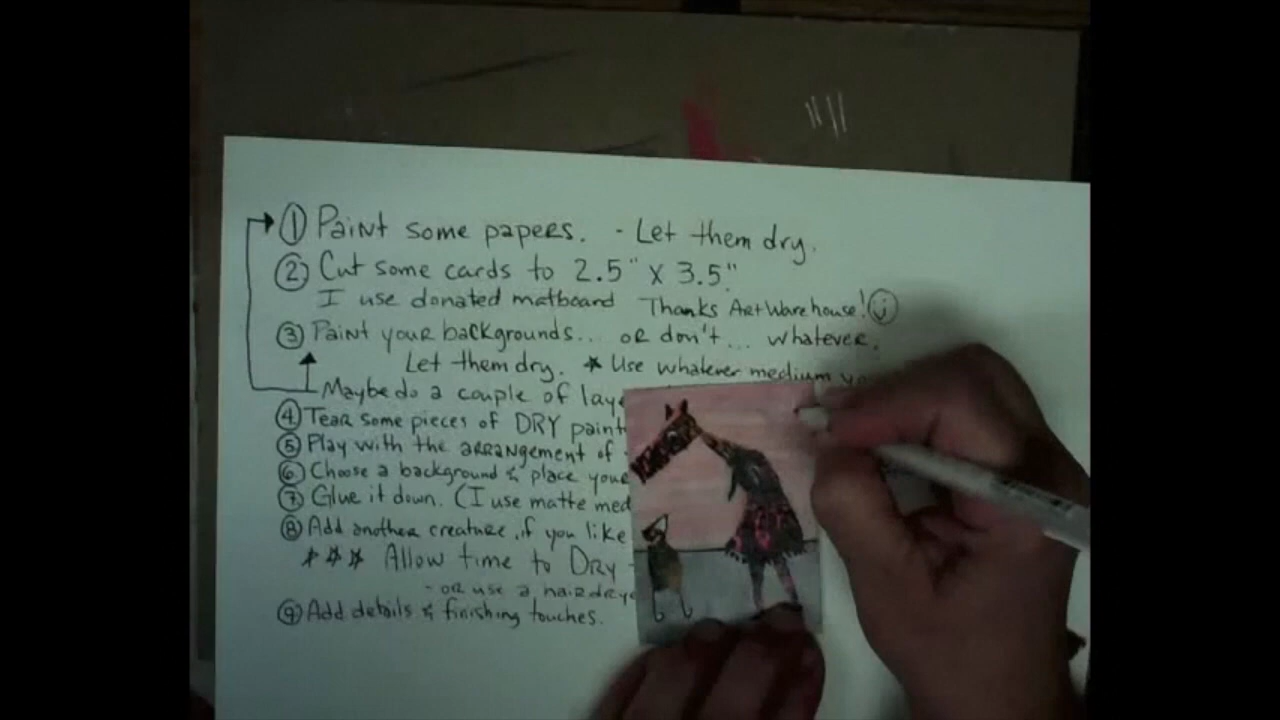 ① Paint some papers. - Let them dry.
② Cut some cards to 2.5" x 3.5".
I use donated matboard Thanks ArtWarehouse!
③ Paint your backgrounds... or don't... whatever.
Let them dry. * Use whatever medium
Maybe do a couple of
④ Tear some pieces of DRY
⑤ Play with the arrangement of
⑥ Choose a background & place
⑦ Glue it down. (I use matte
⑧ Add another creature, if you like
*** Allow time to DRY -
- or use a
⑨ Add details & finishing touches.